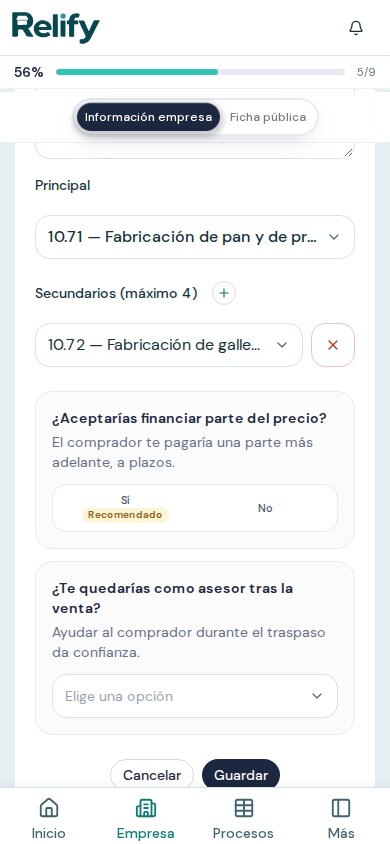 Relify
56%
5/9
Información empresa
Ficha pública
Principal
10.71 — Fabricación de pan y de pr...
Secundarios (máximo 4)
10.72 — Fabricación de galle...
¿Aceptarías financiar parte del precio?
El comprador te pagaría una parte más
adelante, a plazos.
Sí
Recomendado
No
¿Te quedarías como asesor tras la
venta?
Ayudar al comprador durante el traspaso
da confianza.
Elige una opción
Cancelar
Guardar
Inicio
Empresa
Procesos
Más